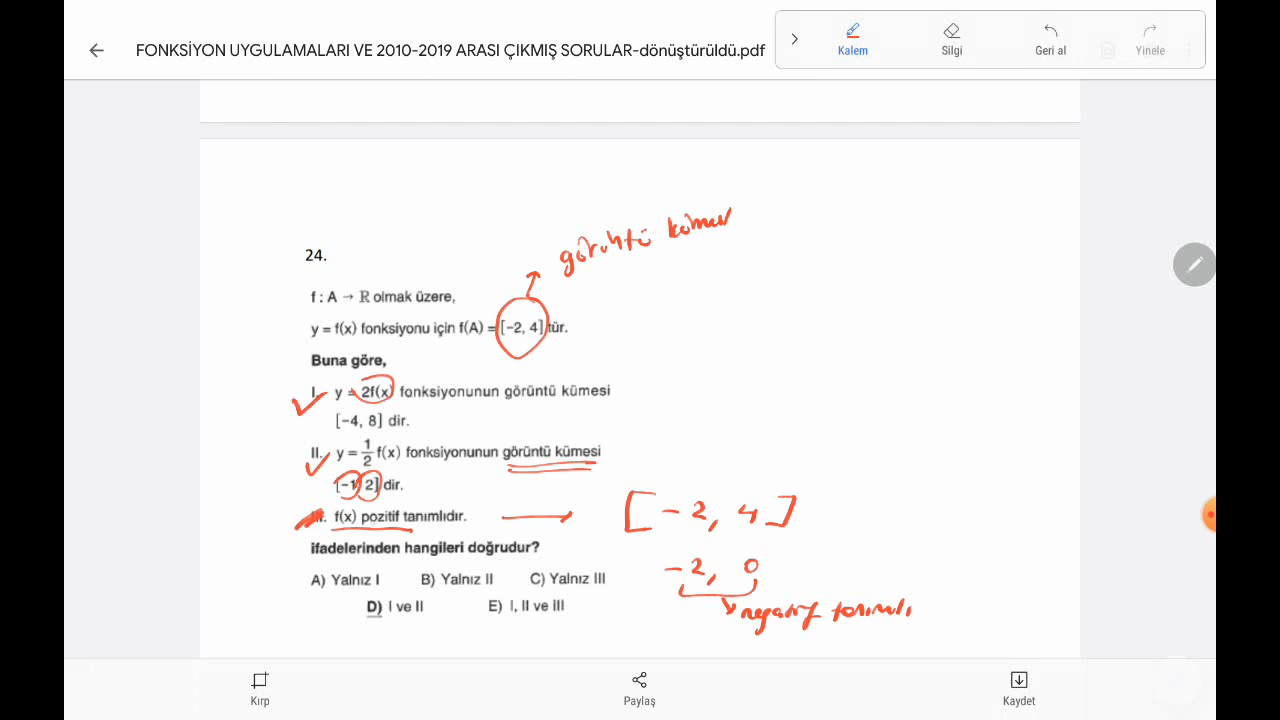 FONKSİYON UYGULAMALARI VE 2010-2019 ARASI ÇIKMIŞ SORULAR-dönüştürüldü.pdf
Kalem
Silgi
Geri al
Yinele
görüntü kümesi
24.
f : A → ℝ olmak üzere,
y = f(x) fonksiyonu için f(A) = [−2, 4] tür.
Buna göre,
I. y = 2f(x) fonksiyonunun görüntü kümesi
[−4, 8] dir.
II. y = 1/2 f(x) fonksiyonunun görüntü kümesi
[−1, 2] dir.
III. f(x) pozitif tanımlıdır. → [−2, 4]
ifadelerinden hangileri doğrudur?
−2, 0
A) Yalnız I B) Yalnız II C) Yalnız III
D) I ve II E) I, II ve III
negatif tanımlı
Kırp
Paylaş
Kaydet